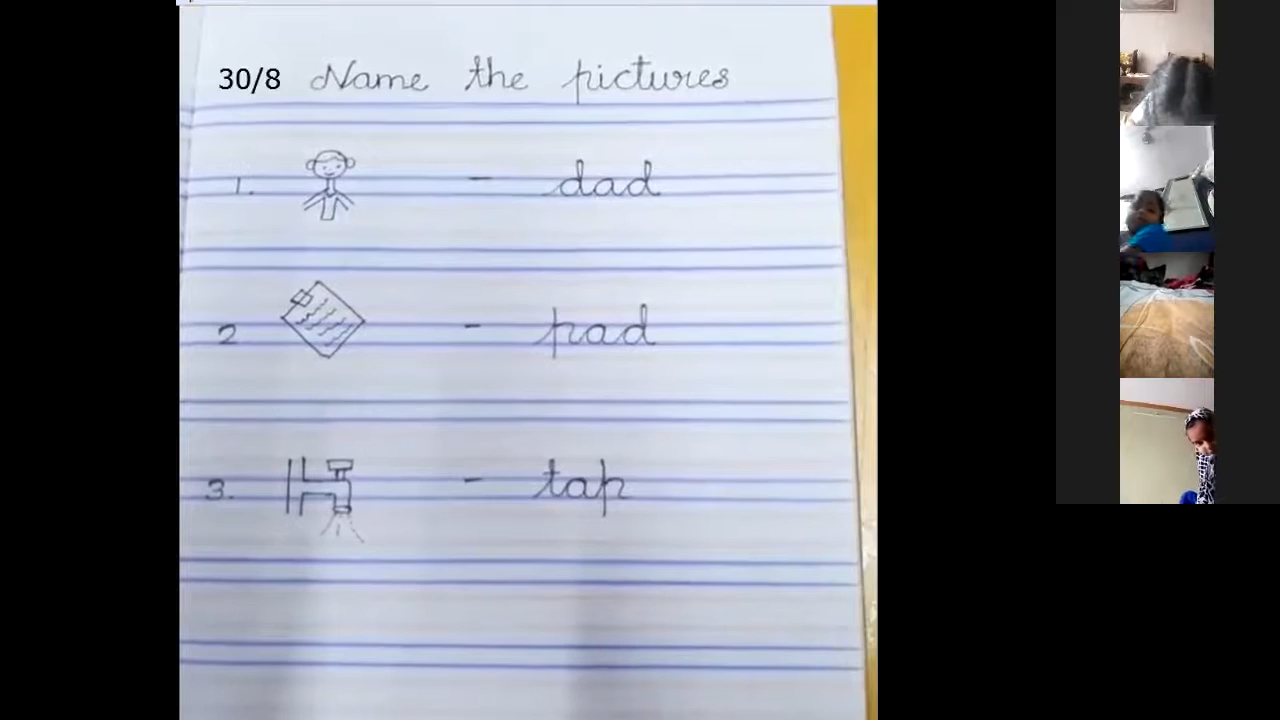 30/8 Name the pictures
1. - dad
2 - pad
3. - tap